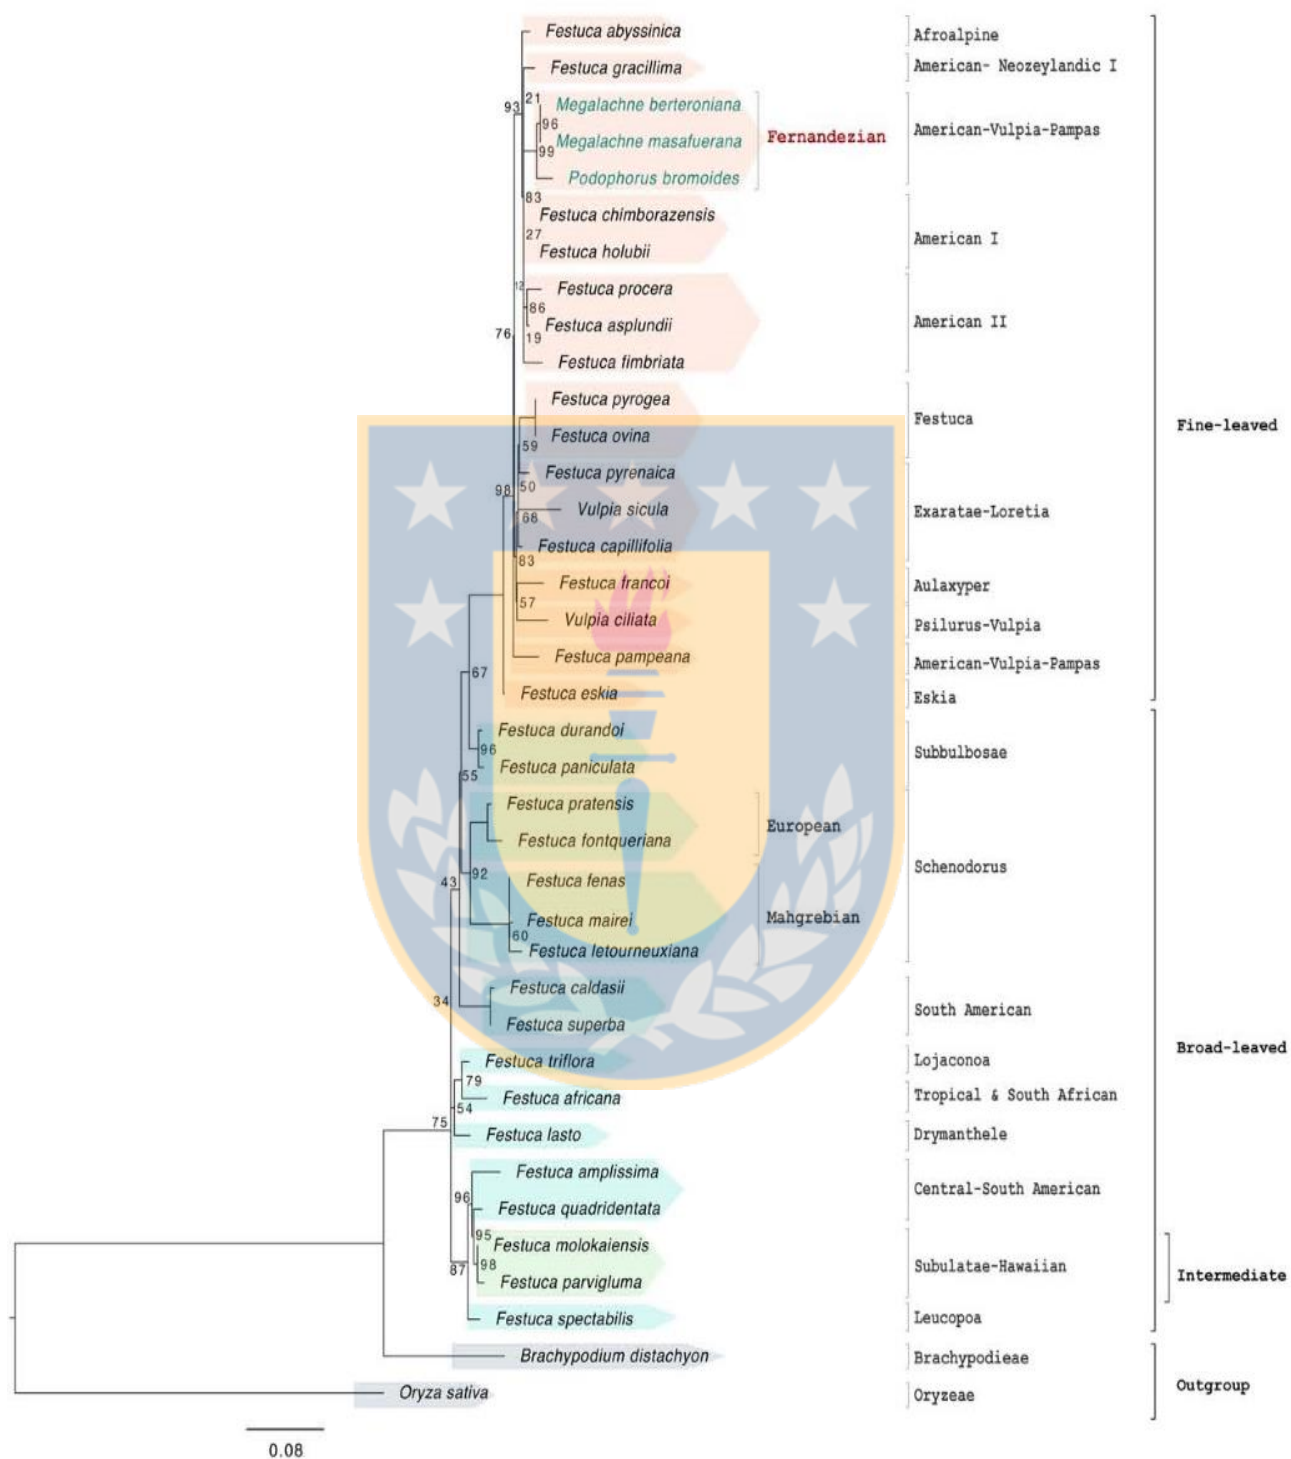 Festuca abyssinica
Afroalpine
Festuca gracillima
American- Neozeylandic I
93
21
Megalachne berteroniana
96
Megalachne masafuerana
Fernandezian
American-Vulpia-Pampas
99
Podophorus bromoides
83
Festuca chimborazensis
27
American I
Festuca holubii
12
Festuca procera
86
Festuca asplundii
American II
76
19
Festuca fimbriata
Festuca pyrogea
Festuca
Fine-leaved
Festuca ovina
59
Festuca pyrenaica
98
50
Vulpia sicula
Exaratae-Loretia
68
Festuca capillifolia
83
Festuca francoi
Aulaxyper
57
Vulpia ciliata
Psilurus-Vulpia
Festuca pampeana
American-Vulpia-Pampas
67
Festuca eskia
Eskia
Festuca durandoi
96
Subbulbosae
Festuca paniculata
55
Festuca pratensis
European
Festuca fontqueriana
Schenodorus
92
43
Festuca fenas
Festuca mairei
Mahgrebian
60
Festuca letourneuxiana
Festuca caldasii
34
South American
Festuca superba
Broad-leaved
Festuca triflora
Lojaconoa
79
Festuca africana
Tropical & South African
54
75
Festuca lasto
Drymanthele
Festuca amplissima
96
Central-South American
Festuca quadridentata
95
Festuca molokaiensis
98
87
Subulatae-Hawaiian
Intermediate
Festuca parvigluma
Festuca spectabilis
Leucopoa
Brachypodium distachyon
Brachypodieae
Outgroup
Oryza sativa
Oryzeae
0.08